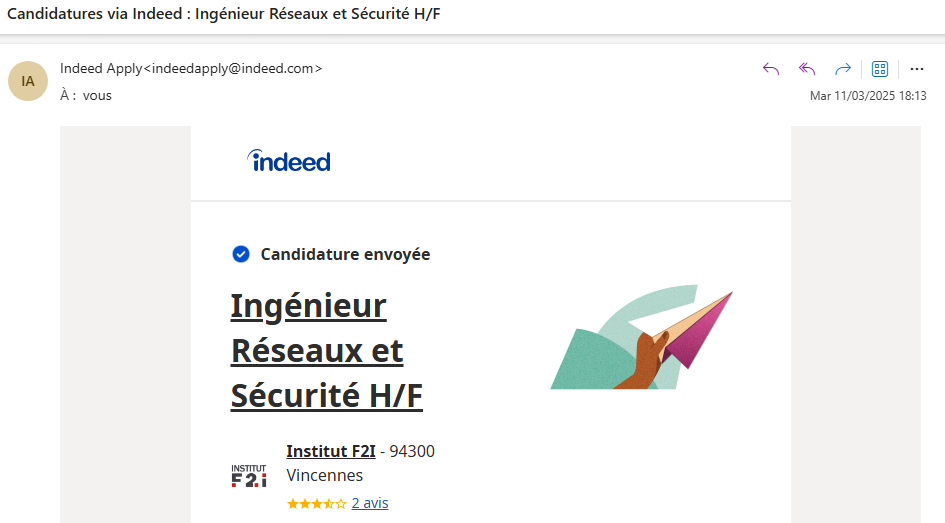 Candidatures via Indeed : Ingénieur Réseaux et Sécurité H/F
IA
Indeed Apply<indeedapply@indeed.com>
À : vous
Mar 11/03/2025 18:13
indeed
Candidature envoyée
Ingénieur
Réseaux et
Sécurité H/F
Institut F2I - 94300
Vincennes
INSTITUT
F2i
2 avis